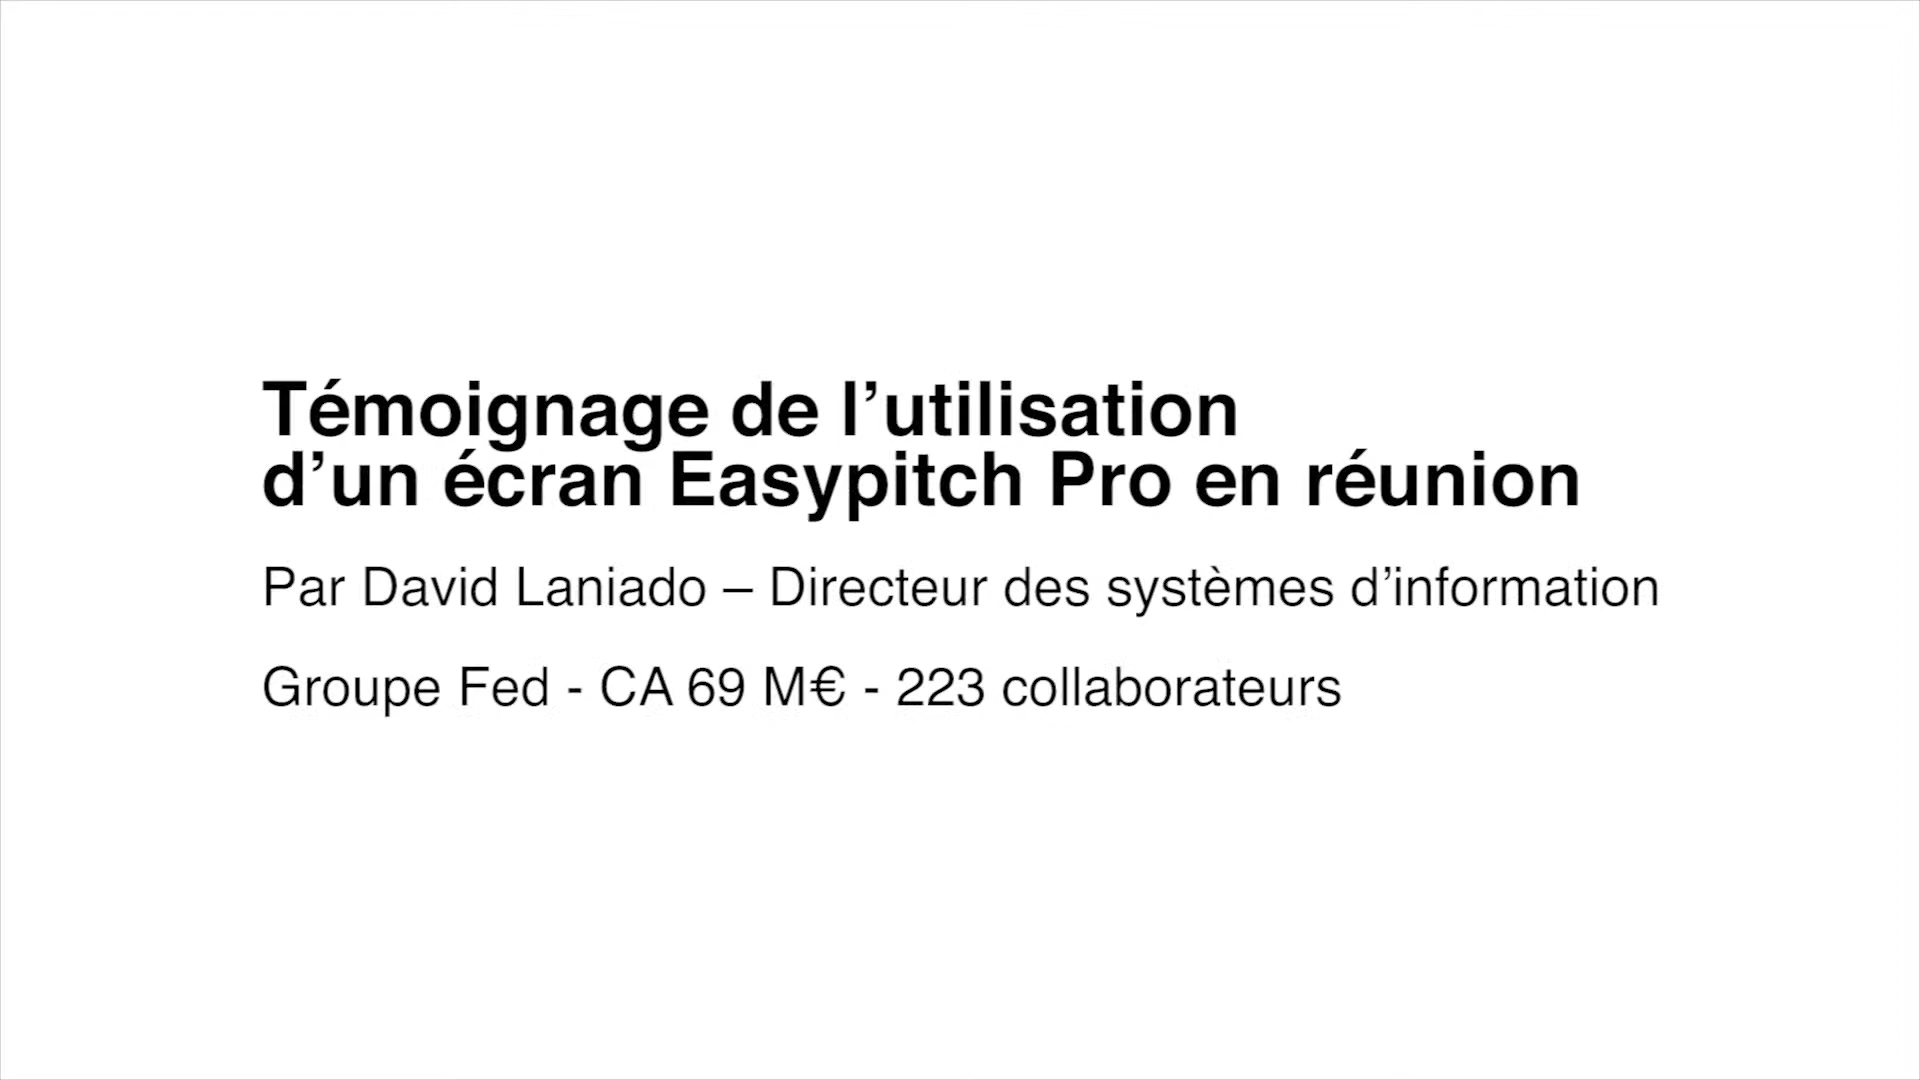 Témoignage de l’utilisation
d’un écran Easypitch Pro en réunion
Par David Laniado – Directeur des systèmes d’information
Groupe Fed - CA 69 M€ - 223 collaborateurs